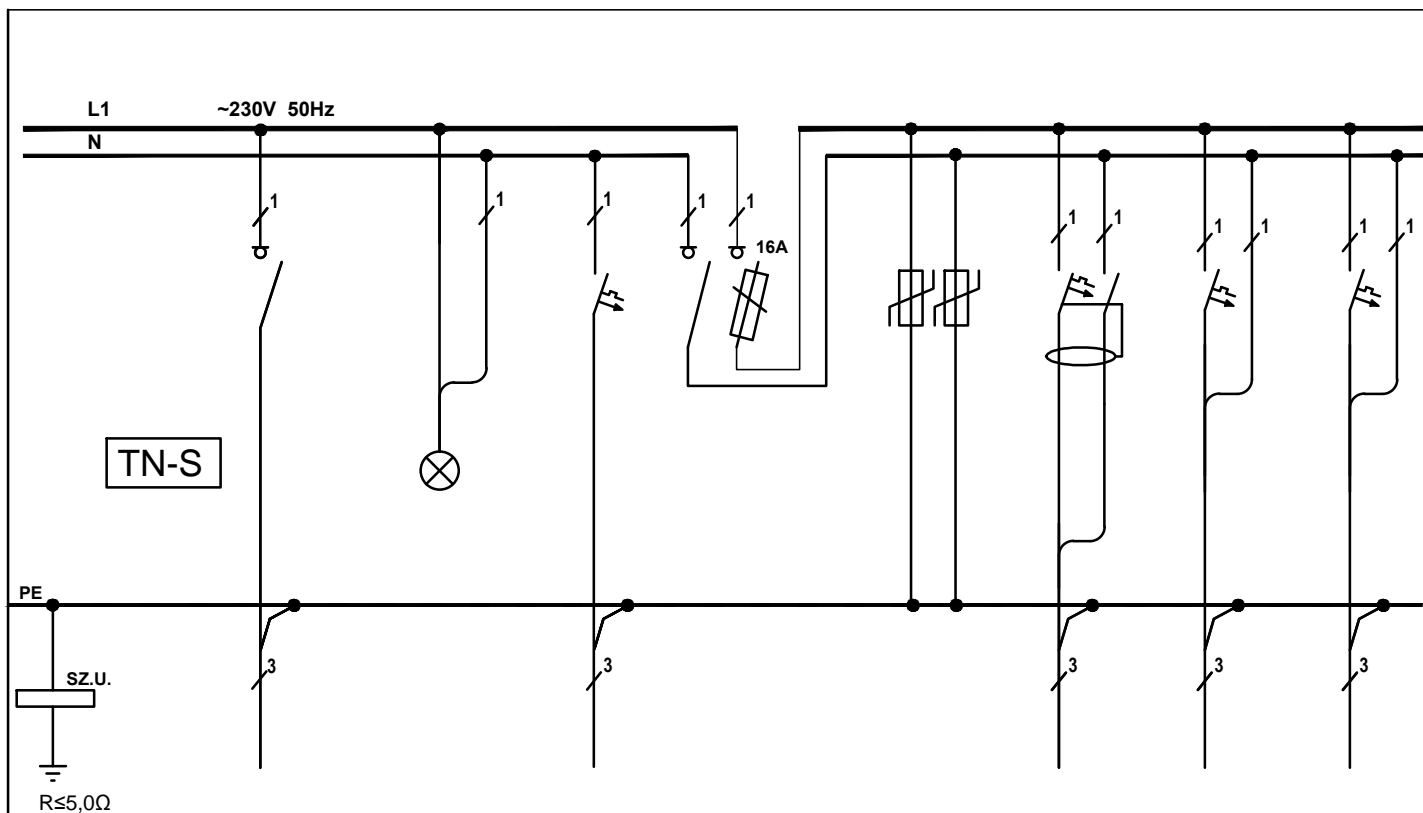 L1 ~230V 50Hz
N
1 1 1 1 1
16A
1 1 1 1 1 1
TN-S
PE
3 3 3 3 3
SZ.U.
R≤5,0Ω